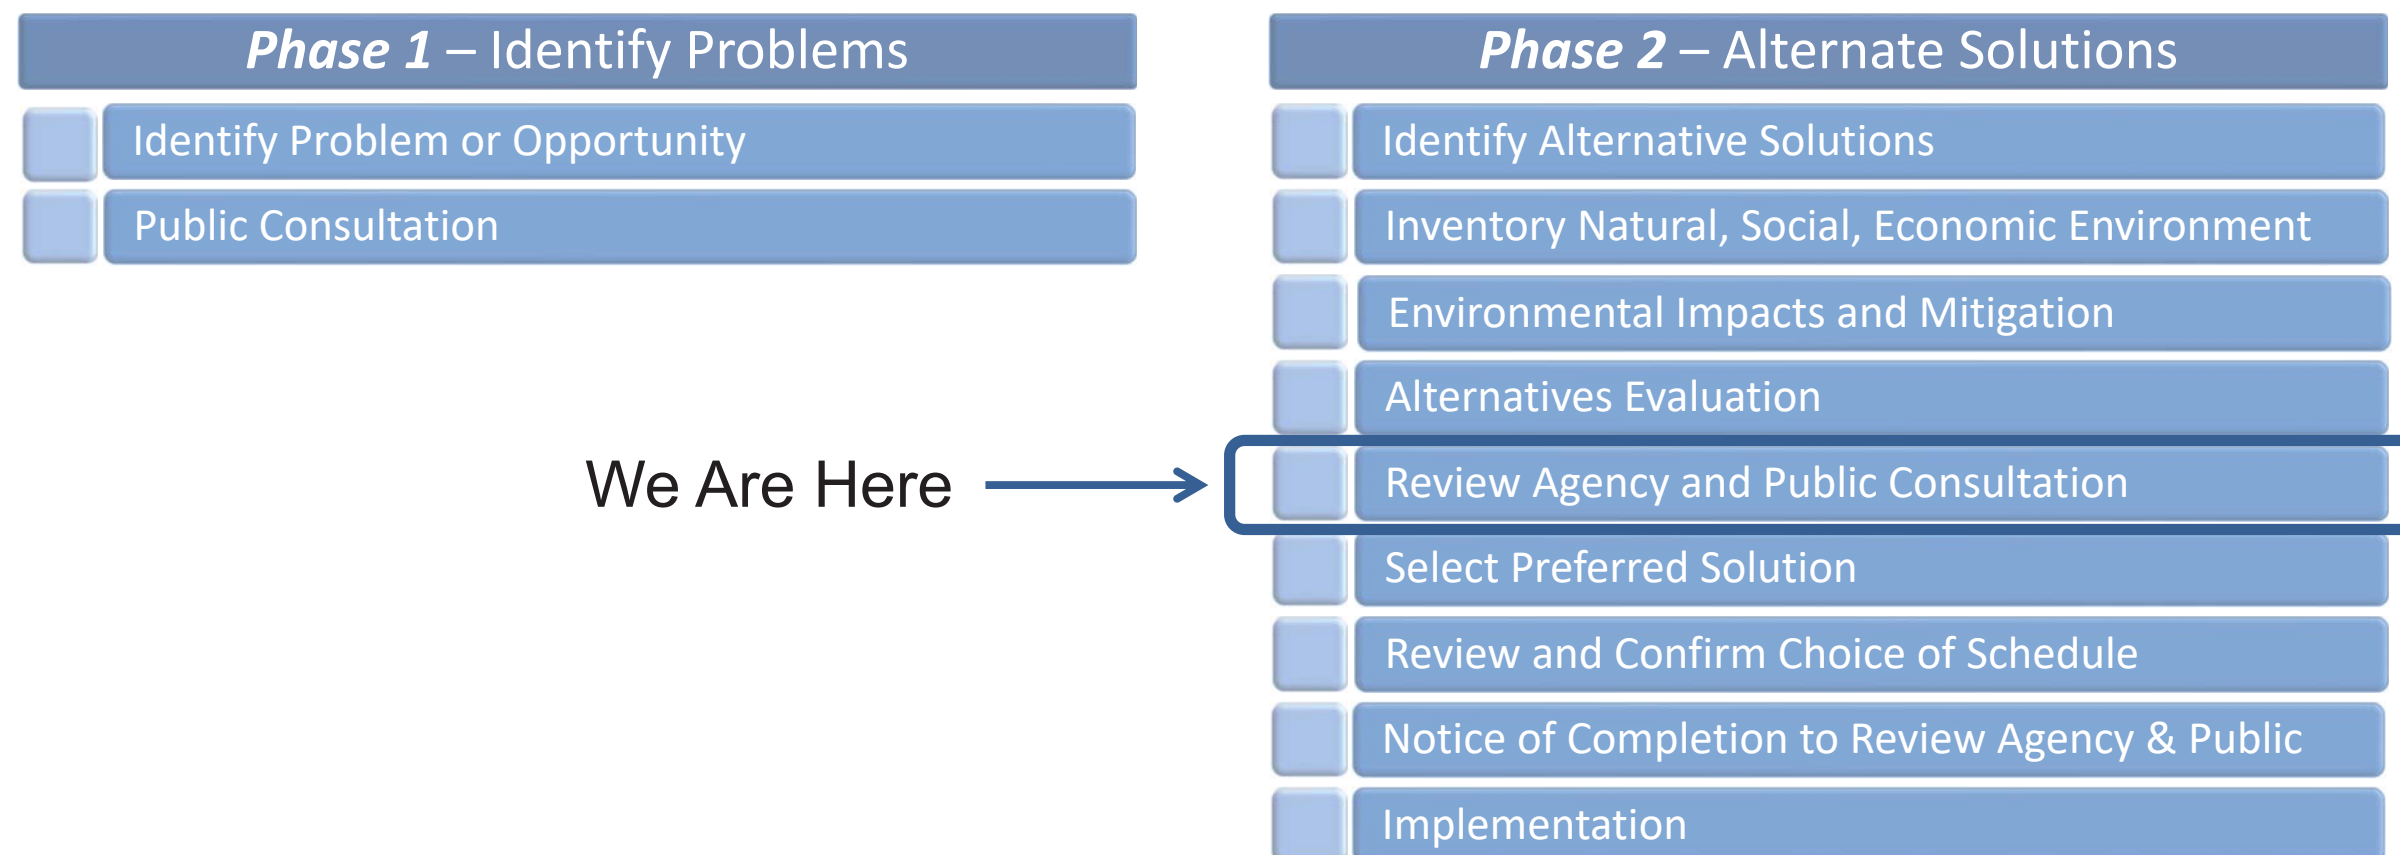 Phase 1 – Identify Problems
Identify Problem or Opportunity
Public Consultation
We Are Here
Phase 2 – Alternate Solutions
Identify Alternative Solutions
Inventory Natural, Social, Economic Environment
Environmental Impacts and Mitigation
Alternatives Evaluation
Review Agency and Public Consultation
Select Preferred Solution
Review and Confirm Choice of Schedule
Notice of Completion to Review Agency & Public
Implementation